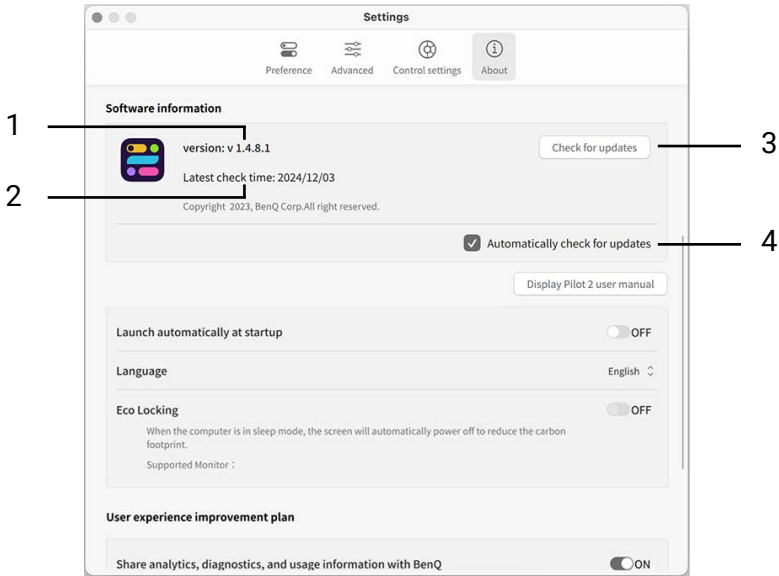 Settings
Preference Advanced Control settings About
Software information
1
version: v 1.4.8.1
Check for updates
3
Latest check time: 2024/12/03
2
Copyright 2023, BenQ Corp.All right reserved.
Automatically check for updates
4
Display Pilot 2 user manual
Launch automatically at startup OFF
Language English
Eco Locking OFF
When the computer is in sleep mode, the screen will automatically power off to reduce the carbon
footprint.
Supported Monitor :
User experience improvement plan
Share analytics, diagnostics, and usage information with BenQ ON